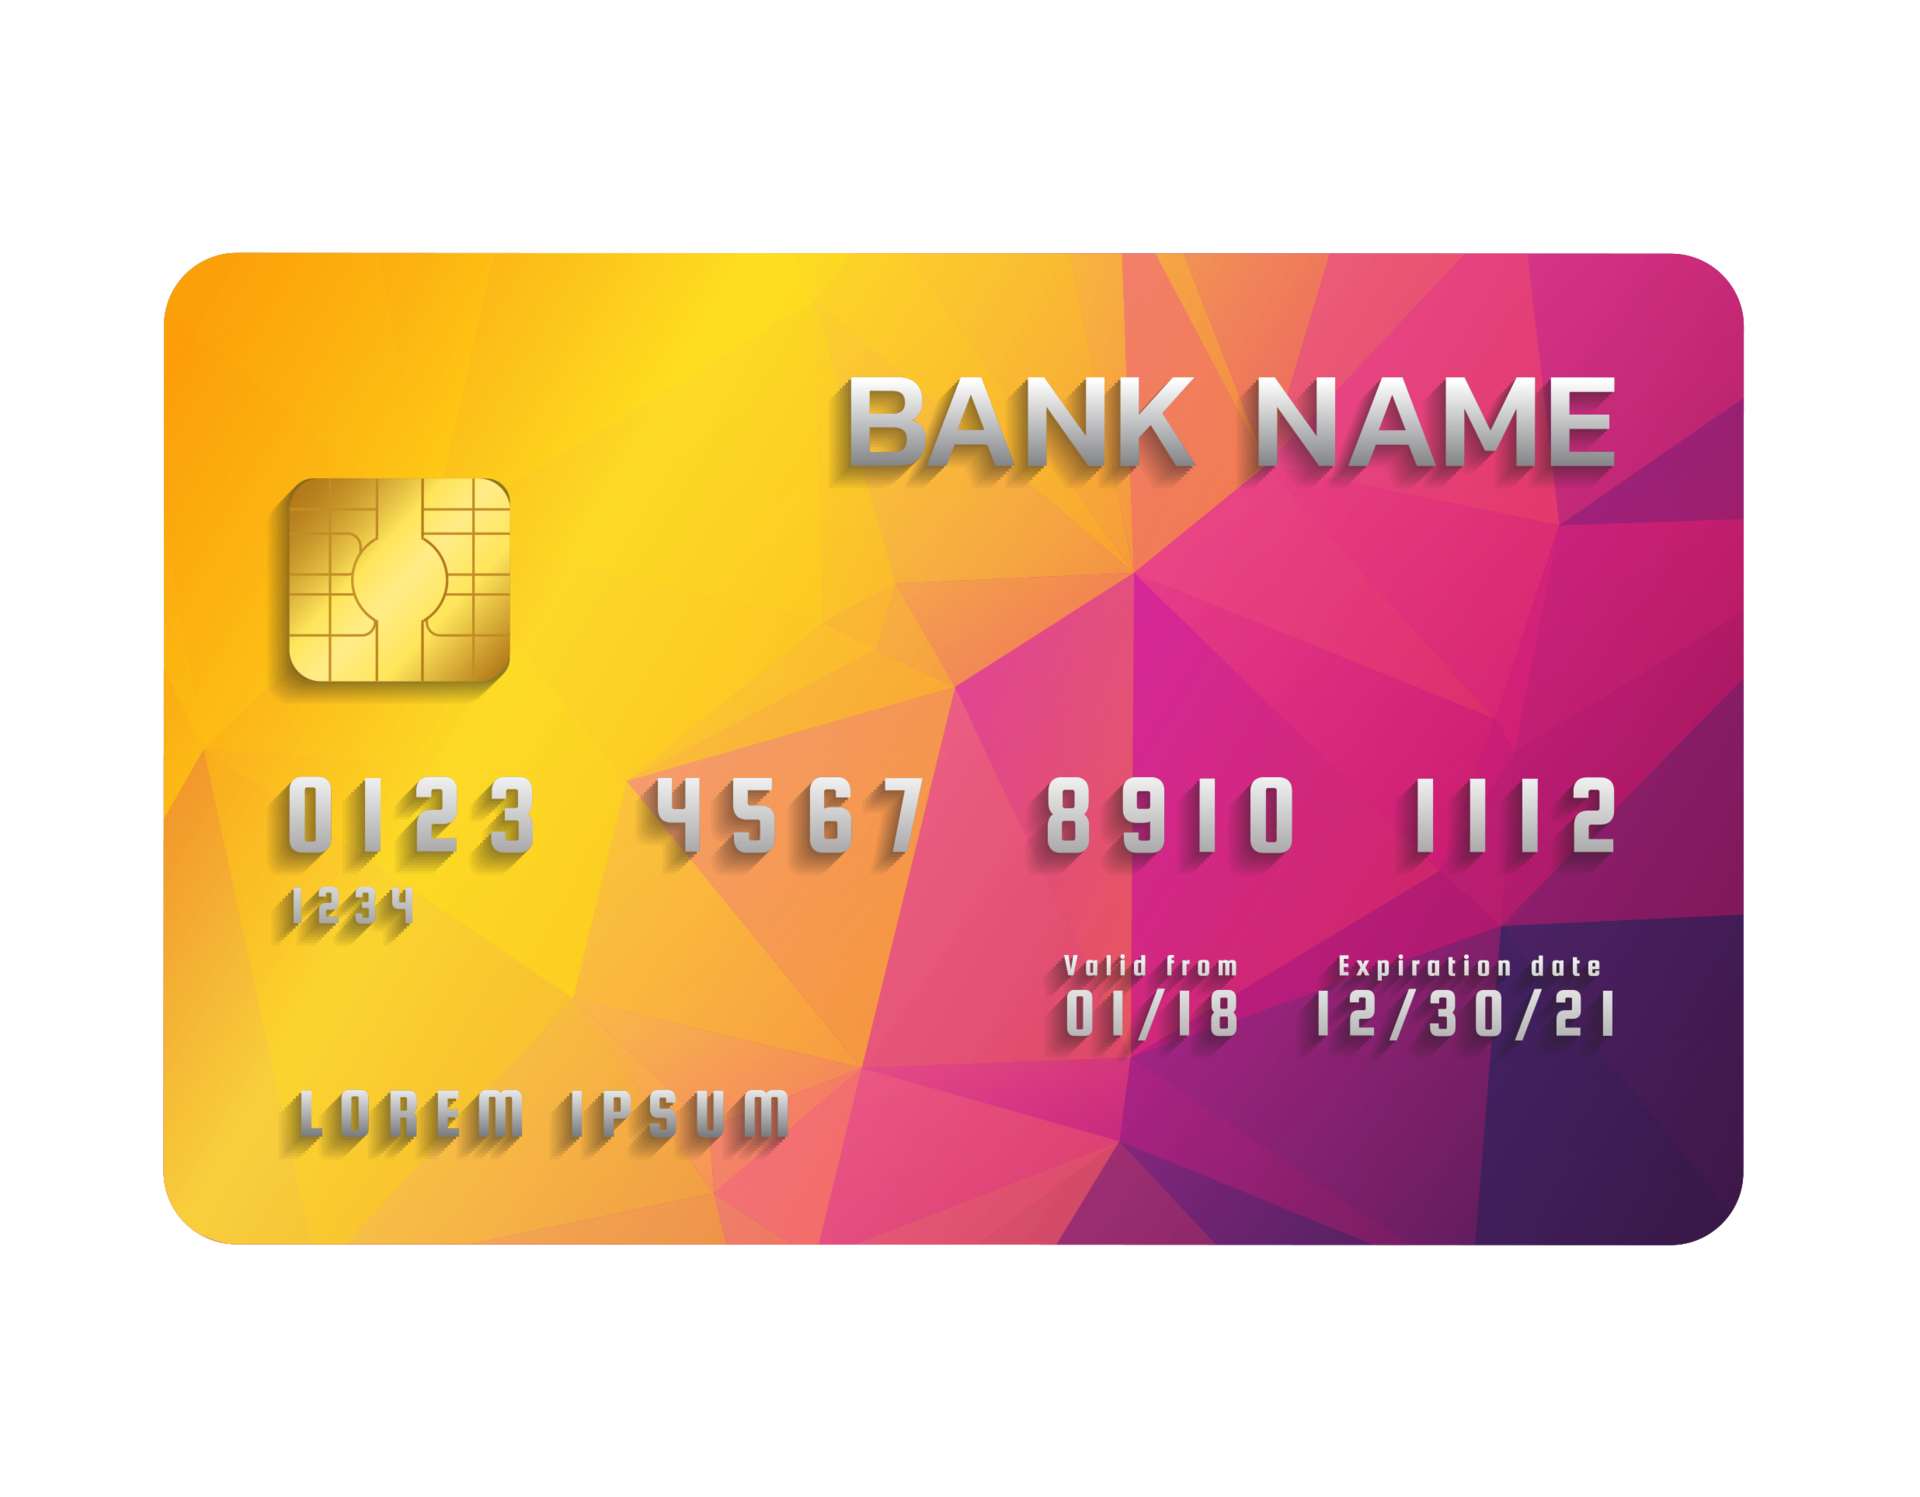 BANK NAME
0123 4567 8910 1112
1234
Valid from Expiration date
01/18 12/30/21
LOREM IPSUM